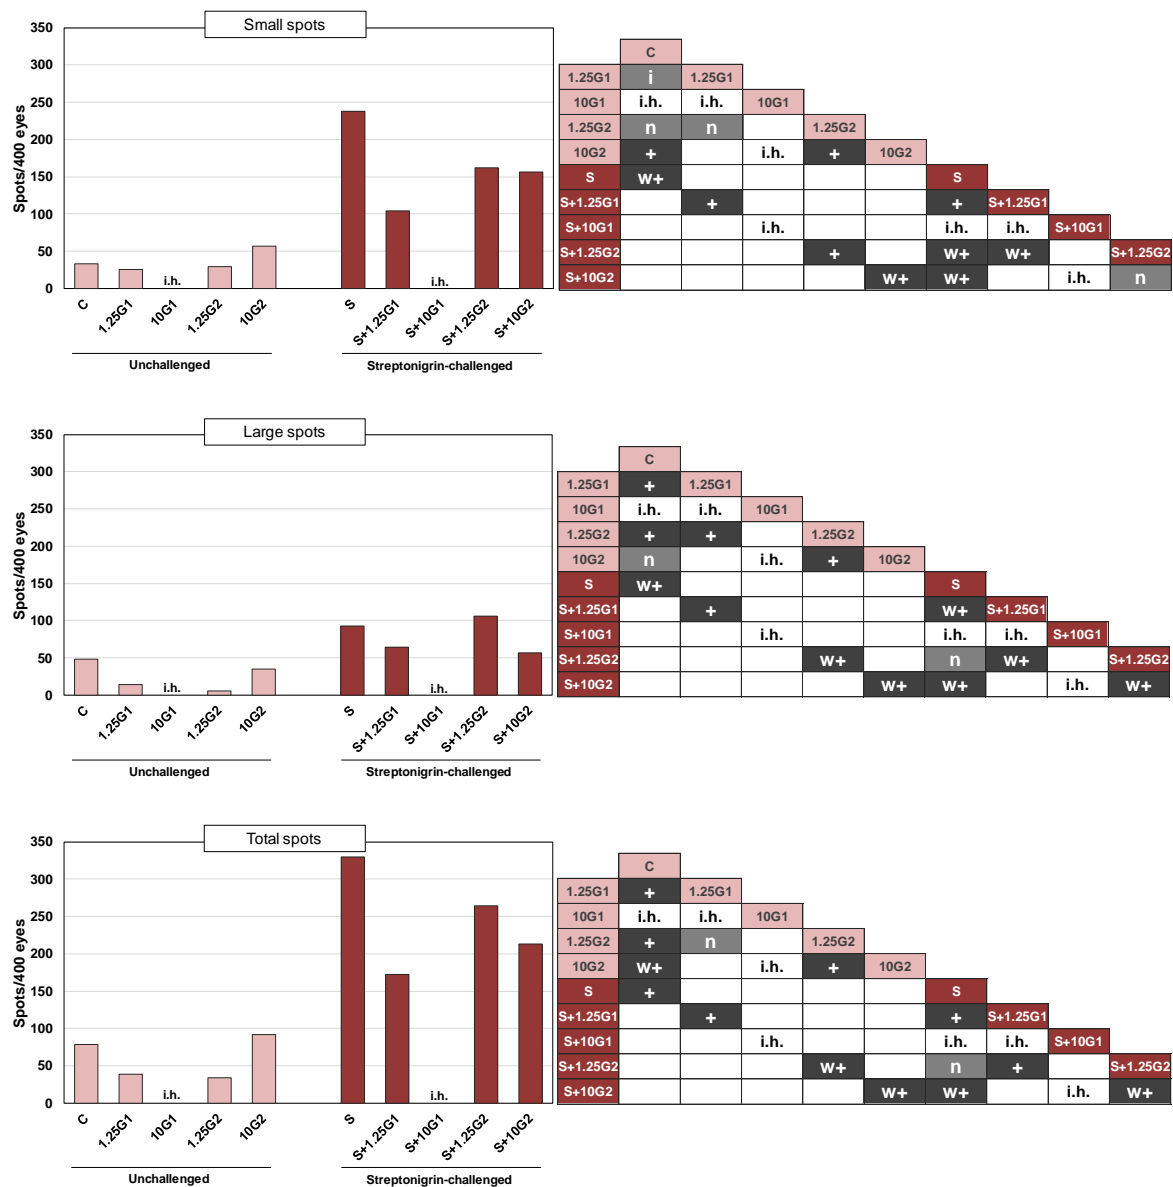 Small spots
350
300
250
200
150
100
50
0
Spots/400 eyes
i.h.
i.h.
C
1.25G1
10G1
1.25G2
10G2
S
S+1.25G1
S+10G1
S+1.25G2
S+10G2
Unchallenged
Streptonigrin-challenged
C
1.25G1 i 1.25G1
10G1 i.h. i.h. 10G1
1.25G2 n n 1.25G2
10G2 + i.h. + 10G2
S w+ S
S+1.25G1 + + S+1.25G1
S+10G1 i.h. i.h. i.h. S+10G1
S+1.25G2 + w+ w+ S+1.25G2
S+10G2 w+ w+ i.h. n
Large spots
350
300
250
200
150
100
50
0
Spots/400 eyes
i.h.
i.h.
C
1.25G1
10G1
1.25G2
10G2
S
S+1.25G1
S+10G1
S+1.25G2
S+10G2
Unchallenged
Streptonigrin-challenged
C
1.25G1 + 1.25G1
10G1 i.h. i.h. 10G1
1.25G2 + + 1.25G2
10G2 n i.h. + 10G2
S w+ S
S+1.25G1 + w+ S+1.25G1
S+10G1 i.h. i.h. i.h. S+10G1
S+1.25G2 w+ n w+ S+1.25G2
S+10G2 w+ w+ i.h. w+
Total spots
350
300
250
200
150
100
50
0
Spots/400 eyes
i.h.
i.h.
C
1.25G1
10G1
1.25G2
10G2
S
S+1.25G1
S+10G1
S+1.25G2
S+10G2
Unchallenged
Streptonigrin-challenged
C
1.25G1 + 1.25G1
10G1 i.h. i.h. 10G1
1.25G2 + n 1.25G2
10G2 w+ i.h. + 10G2
S + S
S+1.25G1 + + S+1.25G1
S+10G1 i.h. i.h. i.h. S+10G1
S+1.25G2 w+ n + S+1.25G2
S+10G2 w+ w+ i.h. w+